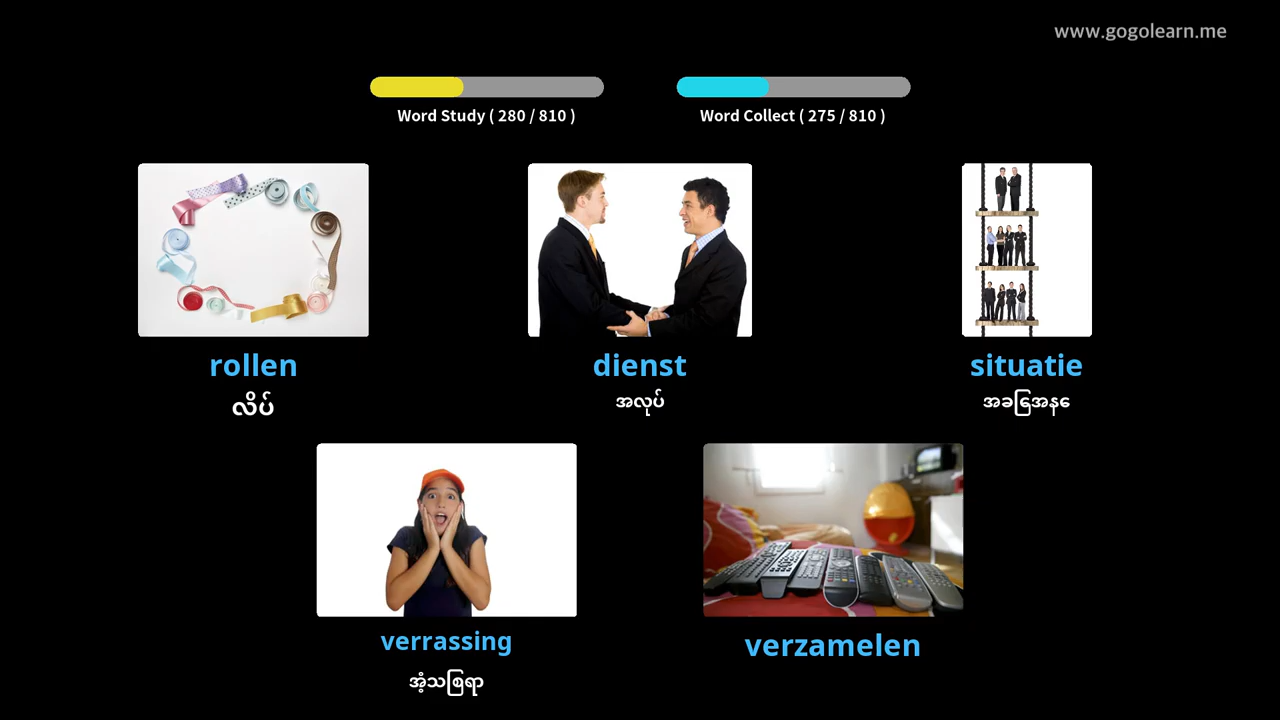 www.gogolearn.me
Word Study ( 280 / 810 )
Word Collect ( 275 / 810 )
rollen
လိပ်
dienst
အလုပ်
situatie
အခြေအနေ
verrassing
အံ့သစြရာ
verzamelen